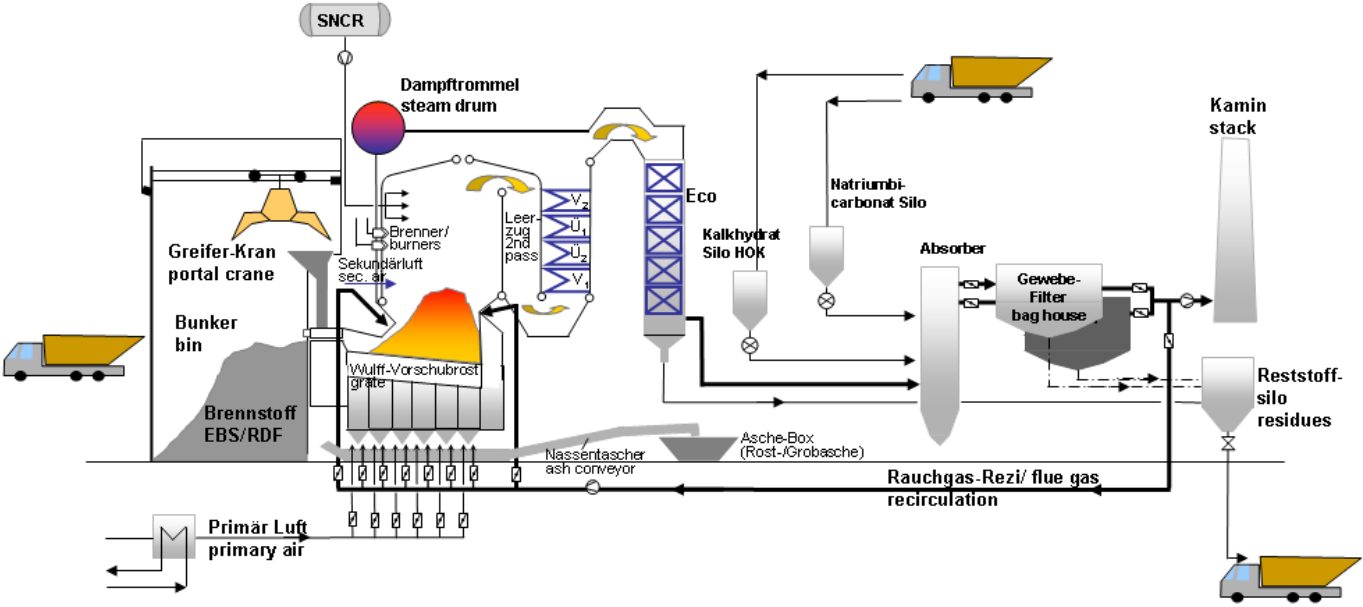 SNCR
Dampftrommel
steam drum
Kamin
stack
Natriumbi-
carbonat Silo
Eco
V2
Ü1
Ü2
V1
Leer-
zug
2nd
pass
Brenner/
burners
Kalkhydrat
Silo HOK
Absorber
Greifer-Kran
portal crane
Sekundärluft
sec. air
Gewebe-
Filter
bag house
Bunker
bin
Wulff-Vorschubrost
grate
Reststoff-
silo
residues
Brennstoff
EBS/RDF
Nassentascher
ash conveyor
Asche-Box
(Rost-/Grobasche)
Rauchgas-Rezi/ flue gas
recirculation
Primär Luft
primary air